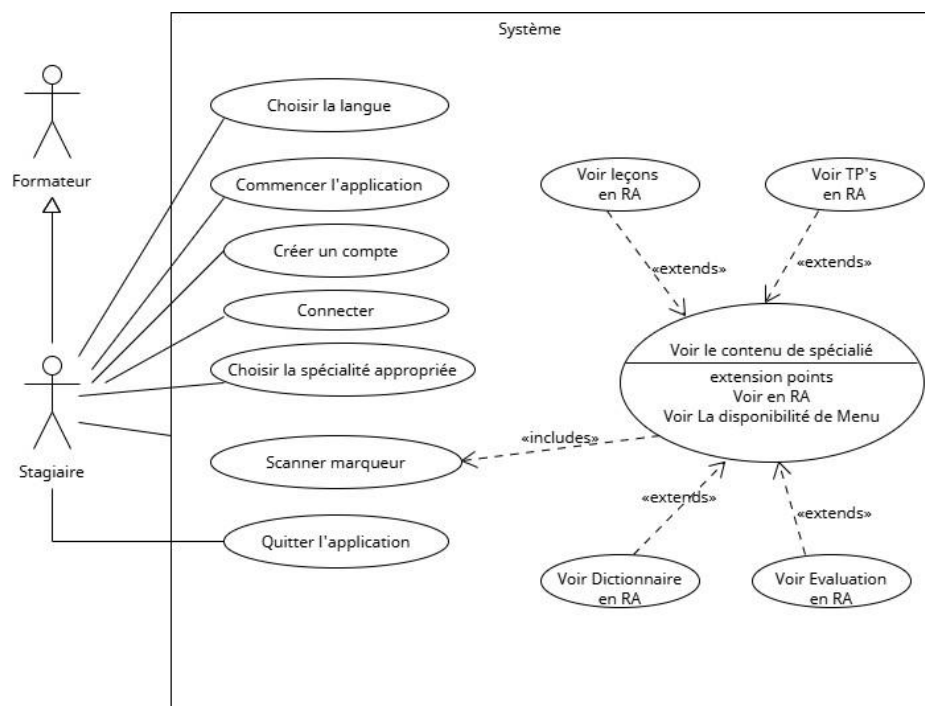 Système
Formateur
Stagiaire
Choisir la langue
Commencer l'application
Créer un compte
Connecter
Choisir la spécialité appropriée
Scanner marqueur
Quitter l'application
Voir leçons
en RA
Voir TP's
en RA
«extends»
«extends»
Voir le contenu de spécialié
extension points
Voir en RA
Voir La disponibilité de Menu
«includes»
«extends»
«extends»
Voir Dictionnaire
en RA
Voir Evaluation
en RA